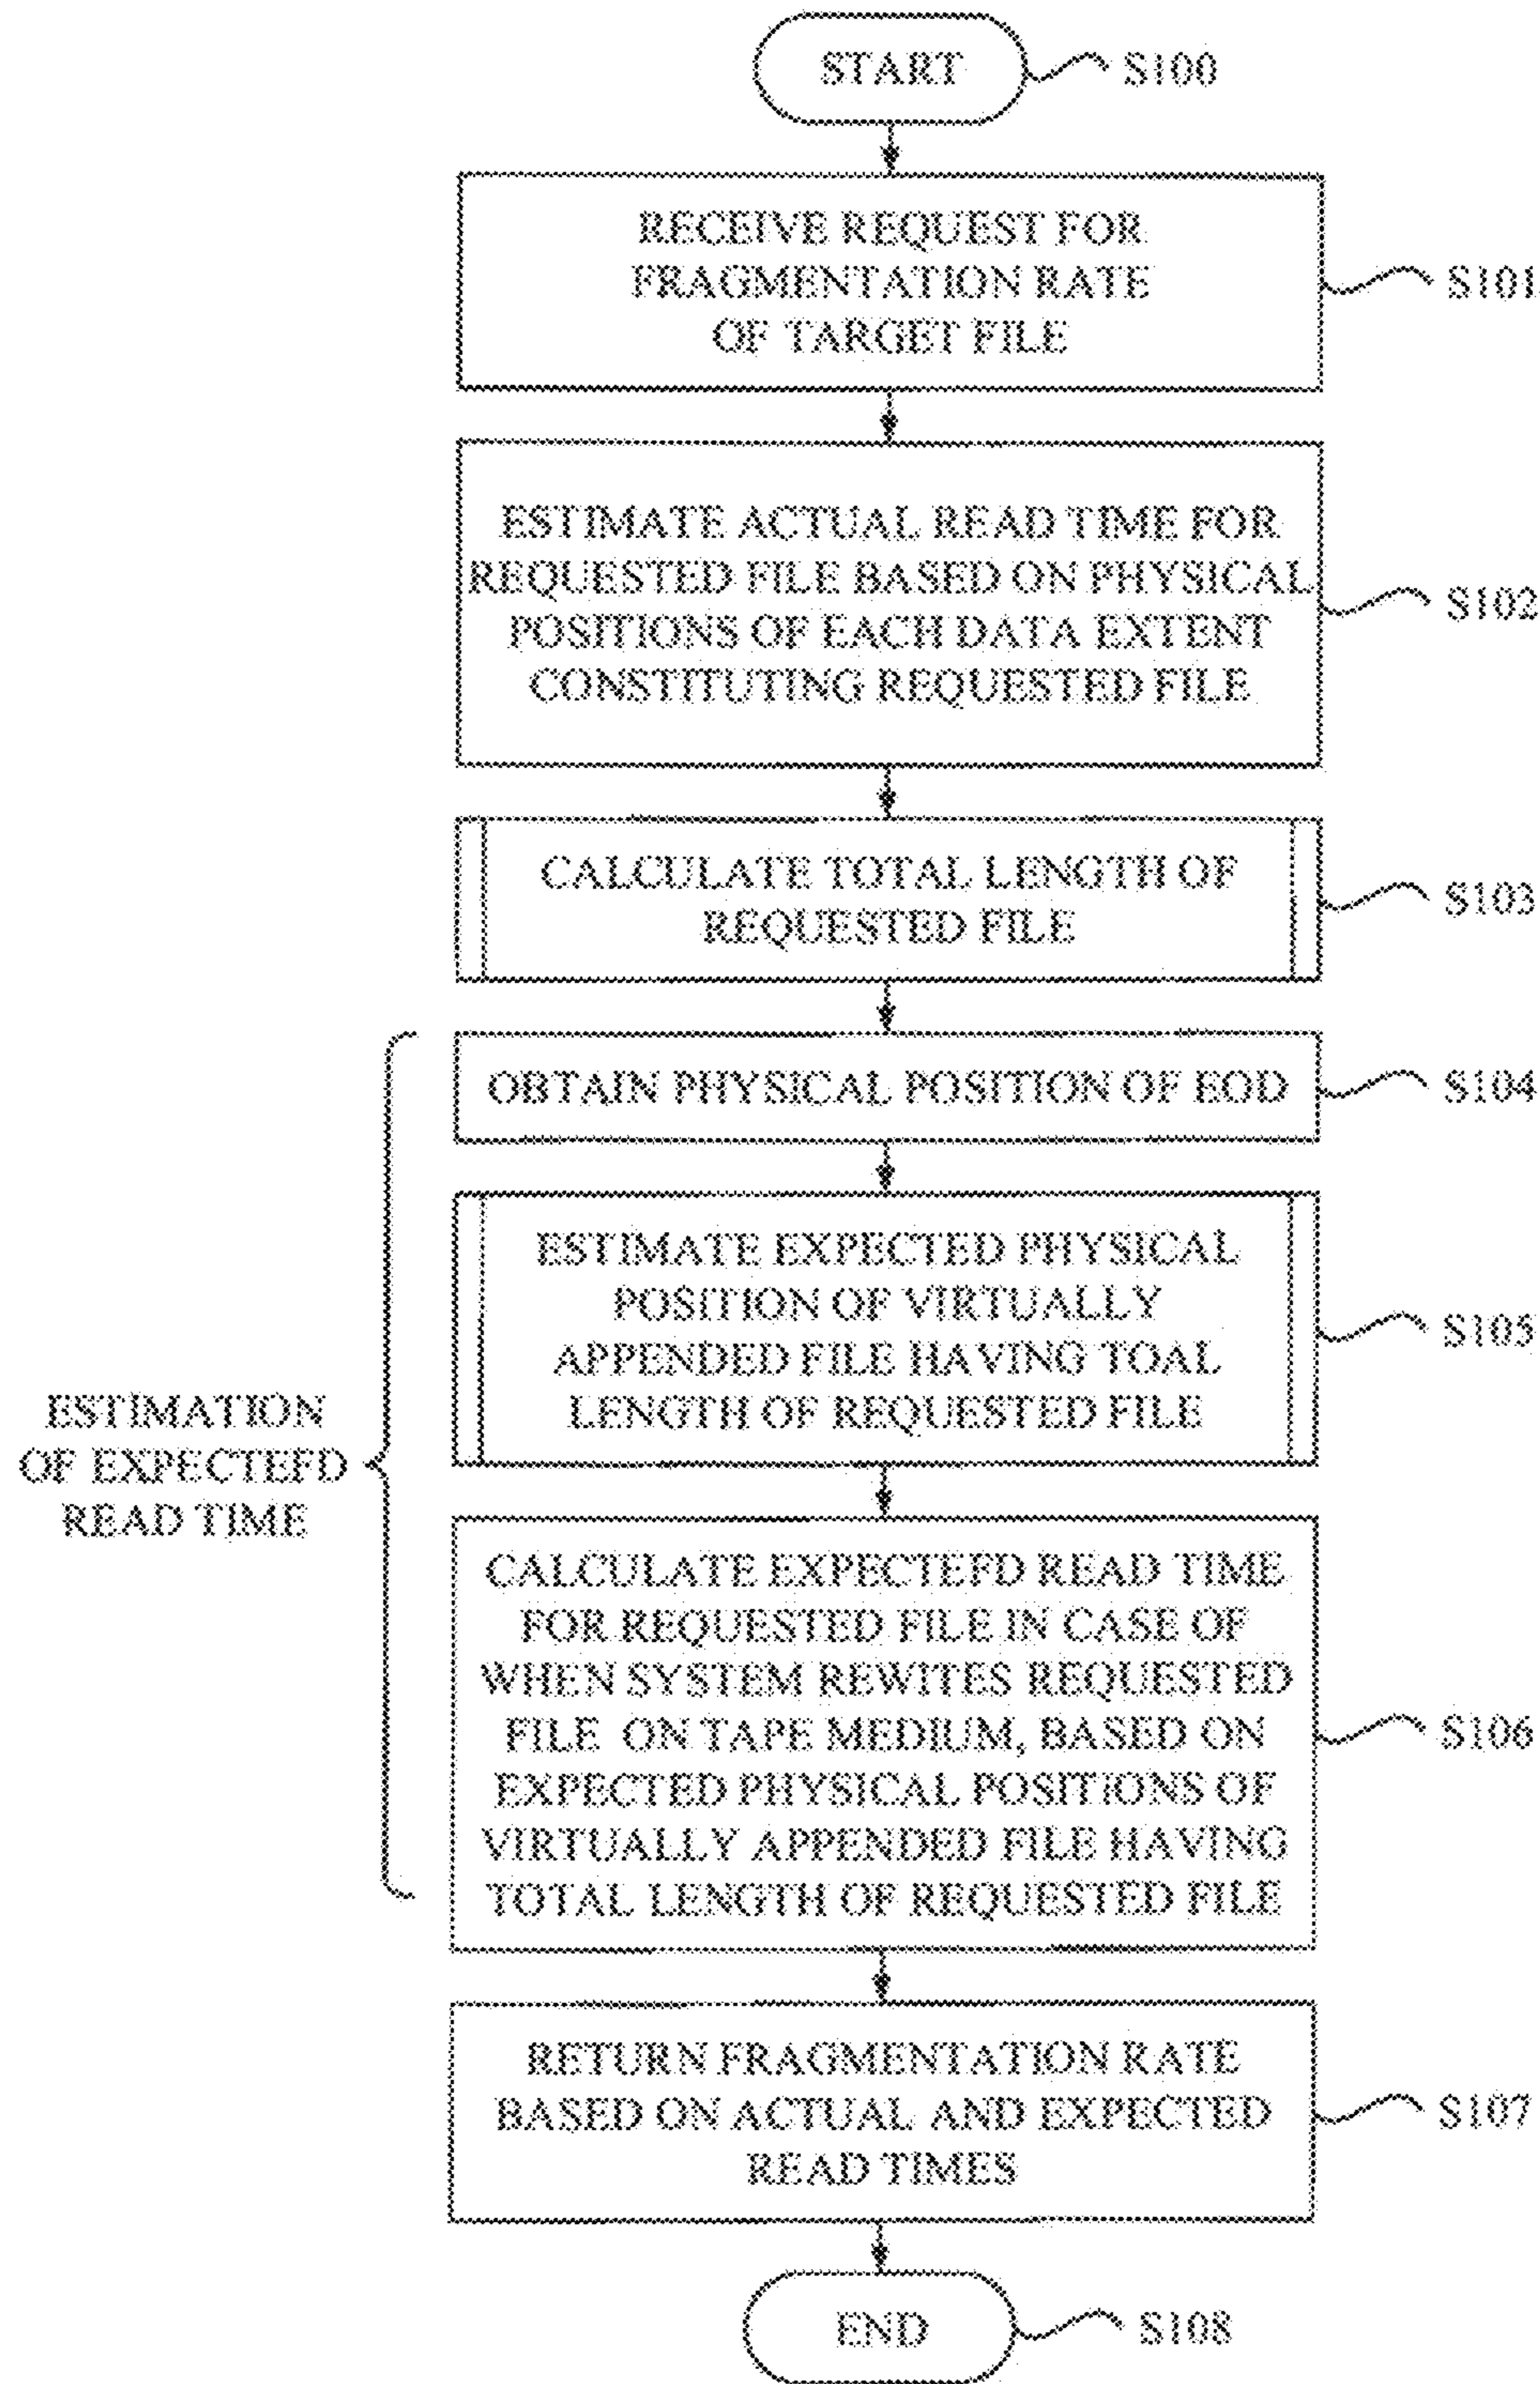 START
S100
RECEIVE REQUEST FOR
FRAGMENTATION RATE
OF TARGET FILE
S101
ESTIMATE ACTUAL READ TIME FOR
REQUESTED FILE BASED ON PHYSICAL
POSITIONS OF EACH DATA EXTENT
CONSTITUTING REQUESTED FILE
S102
CALCULATE TOTAL LENGTH OF
REQUESTED FILE
S103
OBTAIN PHYSICAL POSITION OF EOD
S104
ESTIMATE EXPECTED PHYSICAL
POSITION OF VIRTUALLY
APPENDED FILE HAVING TOAL
LENGTH OF REQUESTED FILE
S105
ESTIMATION
OF EXPECTEFD
READ TIME
CALCULATE EXPECTEFD READ TIME
FOR REQUESTED FILE IN CASE OF
WHEN SYSTEM REWITES REQUESTED
FILE ON TAPE MEDIUM, BASED ON
EXPECTED PHYSICAL POSITIONS OF
VIRTUALLY APPENDED FILE HAVING
TOTAL LENGTH OF REQUESTED FILE
S106
RETURN FRAGMENTATION RATE
BASED ON ACTUAL AND EXPECTED
READ TIMES
S107
END
S108